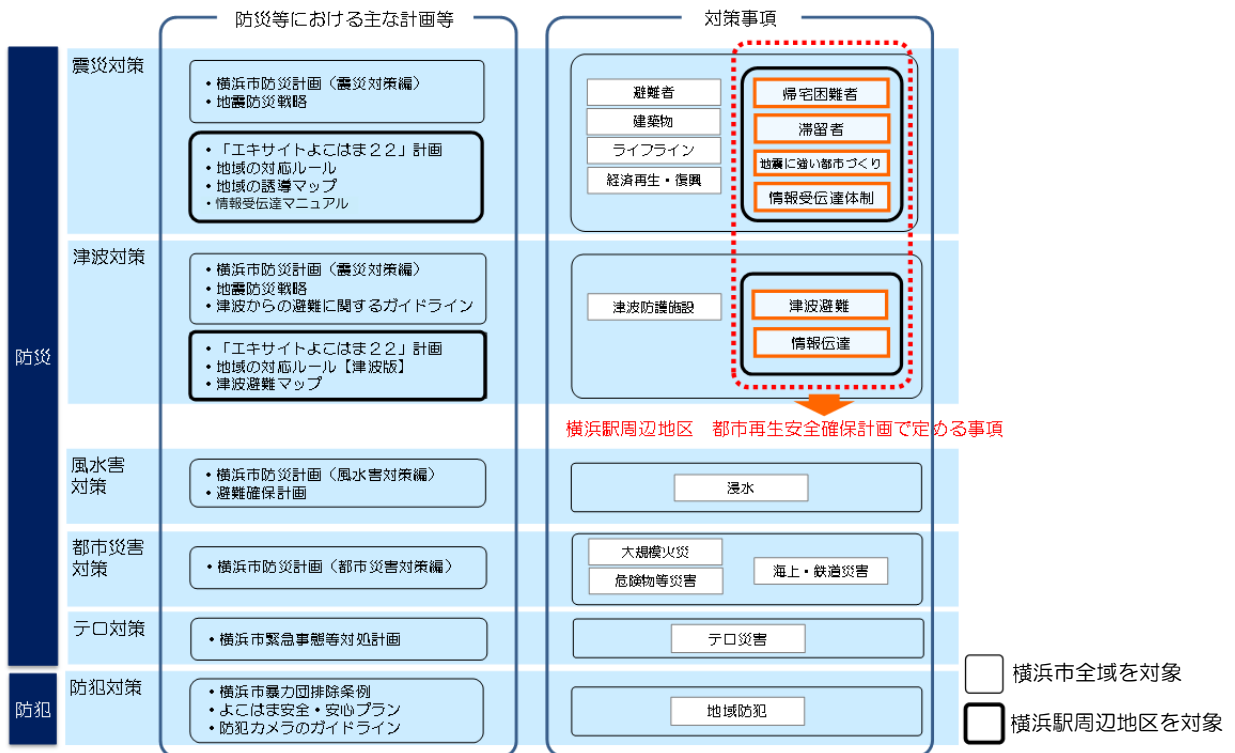 防災等における主な計画等
対策事項
防災
震災対策
・横浜市防災計画（震災対策編）
・地震防災戦略
・「エキサイトよこはま２２」計画
・地域の対応ルール
・地域の誘導マップ
・情報受伝達マニュアル
避難者
建築物
ライフライン
経済再生・復興
帰宅困難者
滞留者
地震に強い都市づくり
情報受伝達体制
津波対策
・横浜市防災計画（震災対策編）
・地震防災戦略
・津波からの避難に関するガイドライン
・「エキサイトよこはま２２」計画
・地域の対応ルール【津波版】
・津波避難マップ
津波防護施設
津波避難
情報伝達
横浜駅周辺地区　都市再生安全確保計画で定める事項
風水害
対策
・横浜市防災計画（風水害対策編）
・避難確保計画
浸水
都市災害
対策
・横浜市防災計画（都市災害対策編）
大規模火災
危険物等災害
海上・鉄道災害
テロ対策
・横浜市緊急事態等対処計画
テロ災害
防犯
防犯対策
・横浜市暴力団排除条例
・よこはま安全・安心プラン
・防犯カメラのガイドライン
地域防犯
横浜市全域を対象
横浜駅周辺地区を対象